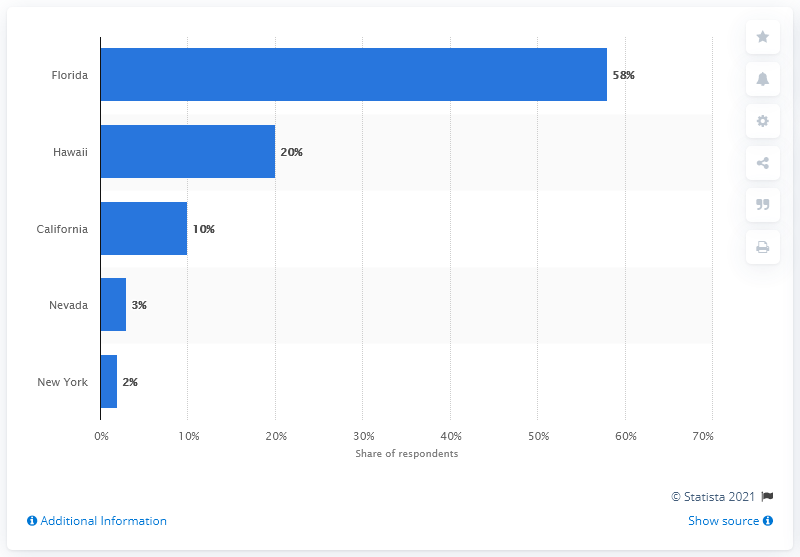 Florida 58%
Hawaii 20%
California 10%
Nevada 3%
New York 2%
0% 10% 20% 30% 40% 50% 60% 70%
Share of respondents
© Statista 2021
Additional Information Show source